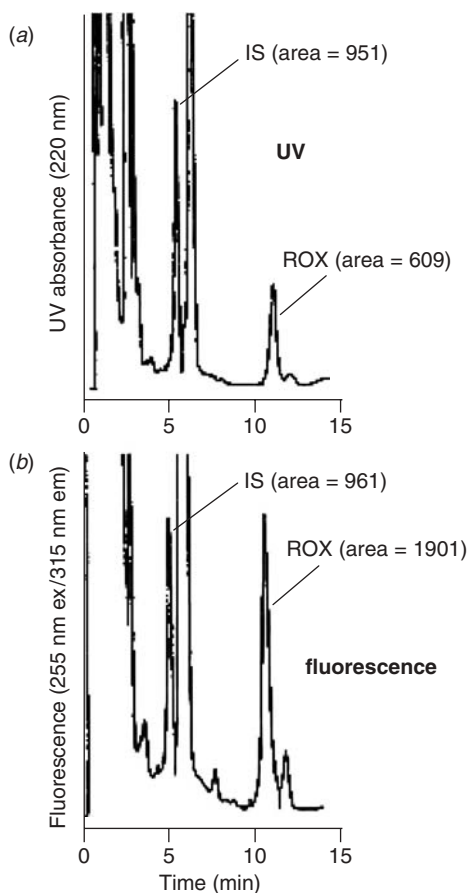 (a)
IS (area = 951)
UV
ROX (area = 609)
UV absorbance (220 nm)
0 5 10 15
(b)
IS (area = 961)
ROX (area = 1901)
fluorescence
Fluorescence (255 nm ex/315 nm em)
0 5 10 15
Time (min)